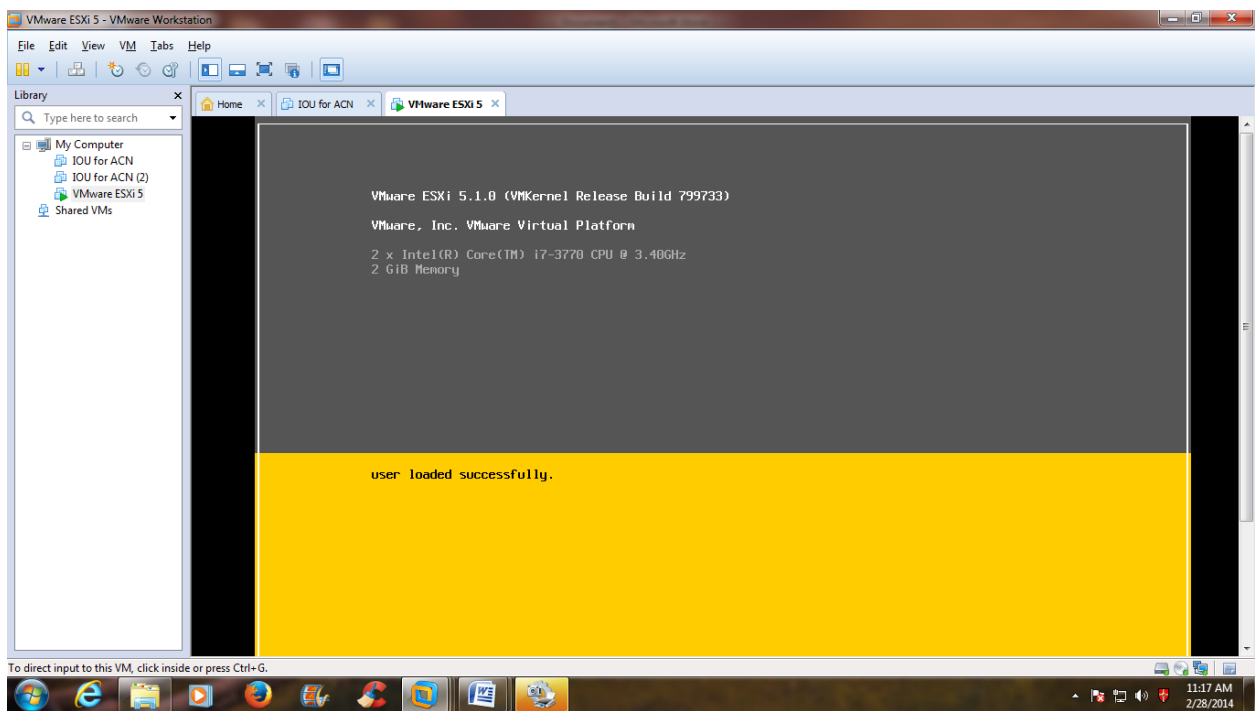 VMware ESXi 5 - VMware Workstation
File Edit View VM Tabs Help
Library
Type here to search
My Computer
IOU for ACN
IOU for ACN (2)
VMware ESXi 5
Shared VMs
Home IOU for ACN VMware ESXi 5
VMware ESXi 5.1.0 (VMKernel Release Build 799733)
VMware, Inc. VMware Virtual Platform
2 x Intel(R) Core(TM) i7-3770 CPU @ 3.40GHz
2 GiB Memory
user loaded successfully.
To direct input to this VM, click inside or press Ctrl+G.
11:17 AM
2/28/2014